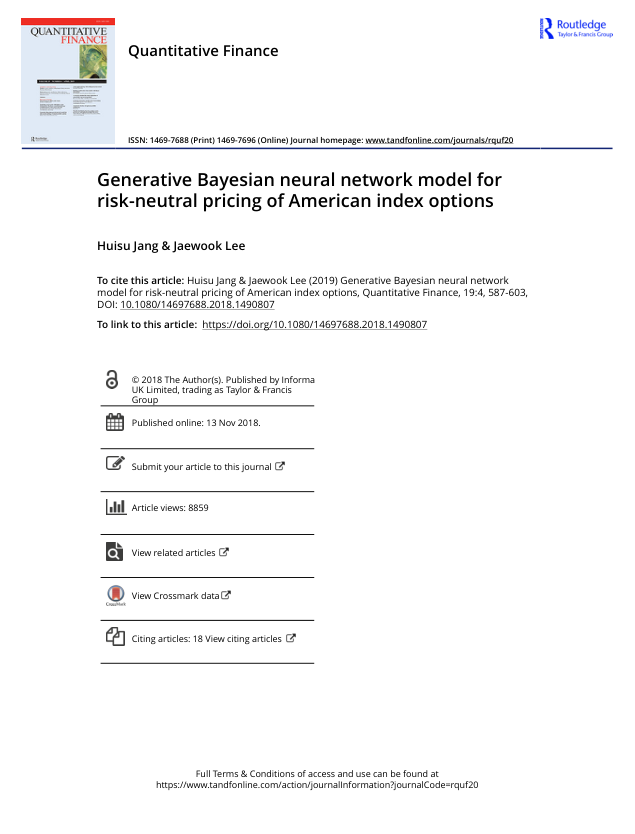 QUANTITATIVE
FINANCE
Routledge
Taylor & Francis Group
Quantitative Finance
ISSN: 1469-7688 (Print) 1469-7696 (Online) Journal homepage: www.tandfonline.com/journals/rquf20
Generative Bayesian neural network model for
risk-neutral pricing of American index options
Huisu Jang & Jaewook Lee
To cite this article: Huisu Jang & Jaewook Lee (2019) Generative Bayesian neural network
model for risk-neutral pricing of American index options, Quantitative Finance, 19:4, 587-603,
DOI: 10.1080/14697688.2018.1490807
To link to this article: https://doi.org/10.1080/14697688.2018.1490807
© 2018 The Author(s). Published by Informa
UK Limited, trading as Taylor & Francis
Group
Published online: 13 Nov 2018.
Submit your article to this journal
Article views: 8859
View related articles
View Crossmark data
CrossMark
Citing articles: 18 View citing articles
Full Terms & Conditions of access and use can be found at
https://www.tandfonline.com/action/journalInformation?journalCode=rquf20